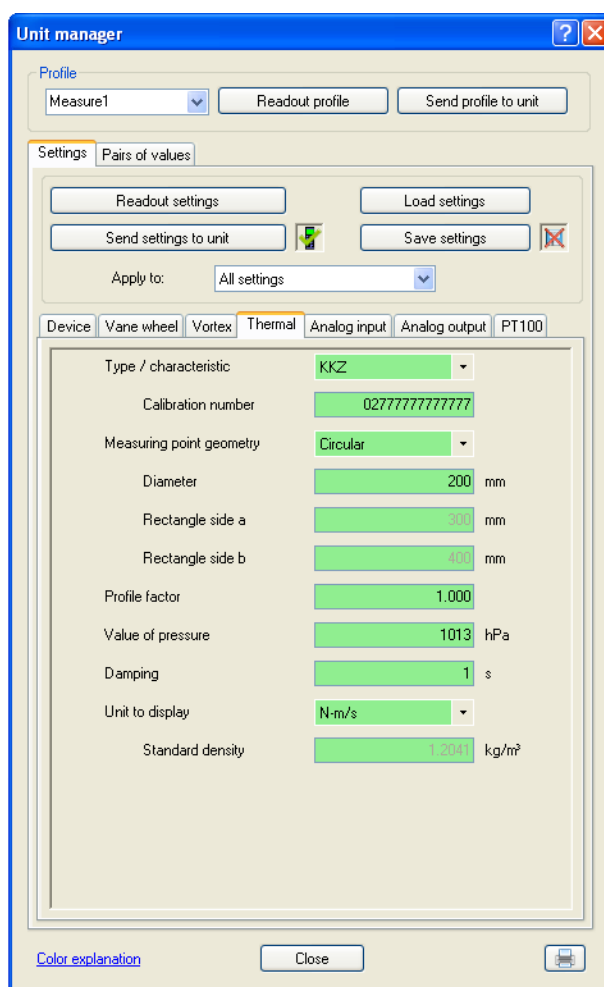 Unit manager
Profile
Measure1 Readout profile Send profile to unit
Settings Pairs of values
Readout settings Load settings
Send settings to unit Save settings
Apply to: All settings
Device Vane wheel Vortex Thermal Analog input Analog output PT100
Type / characteristic KKZ
Calibration number 02777777777777
Measuring point geometry Circular
Diameter 200 mm
Rectangle side a 300 mm
Rectangle side b 400 mm
Profile factor 1.000
Value of pressure 1013 hPa
Damping 1 s
Unit to display N-m/s
Standard density 1.2041 kg/m³
Color explanation Close